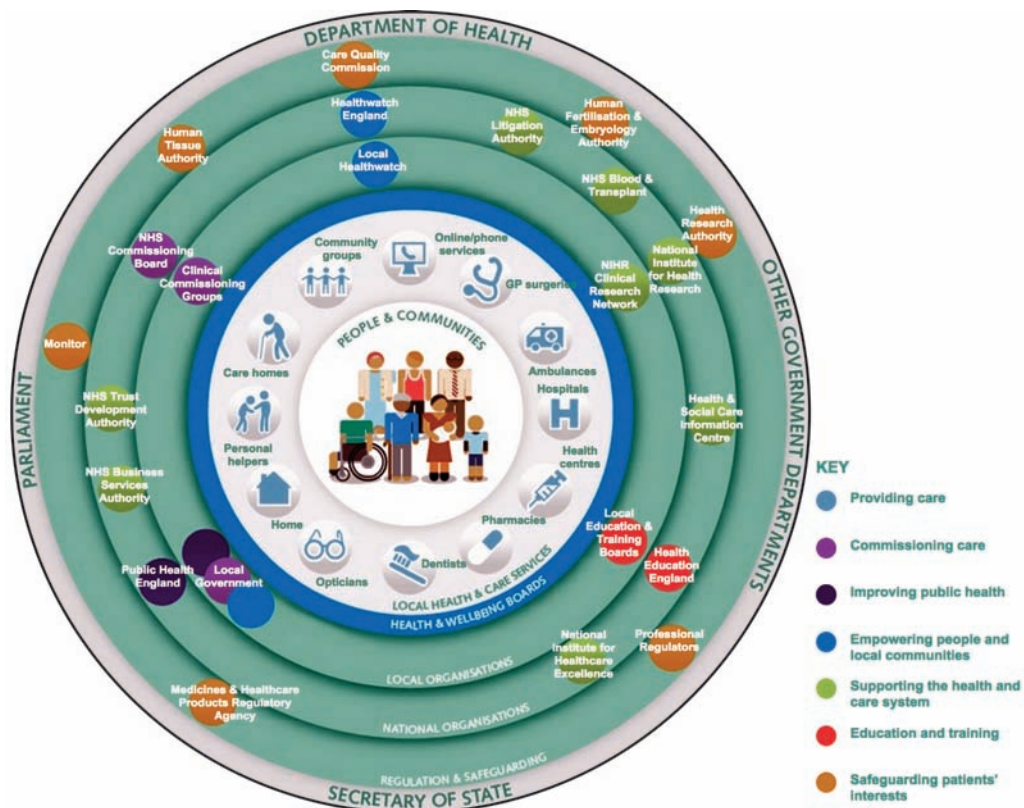 DEPARTMENT OF HEALTH
Care Quality
Commission
Healthwatch
England
Local
Healthwatch
Human
Tissue
Authority
NHS
Litigation
Authority
Human
Fertilisation &
Embryology
Authority
NHS Blood &
Transplant
Health
Research
Authority
National
Institute
for Health
Research
NIHR
Clinical
Research
Network
NHS
Commissioning
Board
Clinical
Commissioning
Groups
Community
groups
Online/phone
services
GP surgeries
PEOPLE & COMMUNITIES
Monitor
Care homes
Ambulances
Hospitals
H
PARLIAMENT
OTHER GOVERNMENT DEPARTMENTS
NHS Trust
Development
Authority
Health &
Social Care
Information
Centre
Personal
helpers
Health
centres
NHS Business
Services
Authority
Home
Pharmacies
Opticians
Dentists
Local
Education &
Training
Boards
Health
Education
England
Public Health
England
Local
Government
LOCAL HEALTH & CARE SERVICES
HEALTH & WELLBEING BOARDS
National
Institute for
Healthcare
Excellence
Professional
Regulators
LOCAL ORGANISATIONS
Medicines & Healthcare
Products Regulatory
Agency
NATIONAL ORGANISATIONS
REGULATION & SAFEGUARDING
SECRETARY OF STATE
KEY
Providing care
Commissioning care
Improving public health
Empowering people and
local communities
Supporting the health and
care system
Education and training
Safeguarding patients'
interests